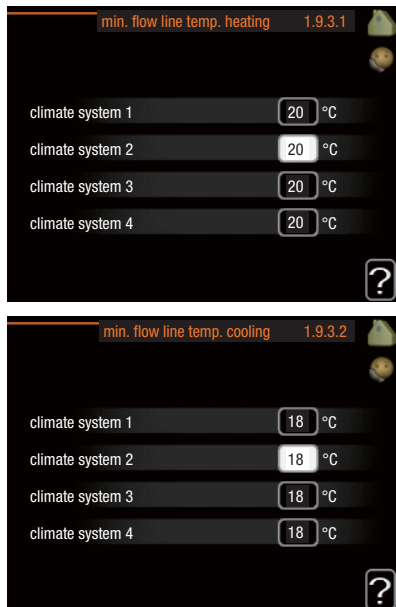 min. flow line temp. heating 1.9.3.1
climate system 1 20 °C
climate system 2 20 °C
climate system 3 20 °C
climate system 4 20 °C
?
min. flow line temp. cooling 1.9.3.2
climate system 1 18 °C
climate system 2 18 °C
climate system 3 18 °C
climate system 4 18 °C
?